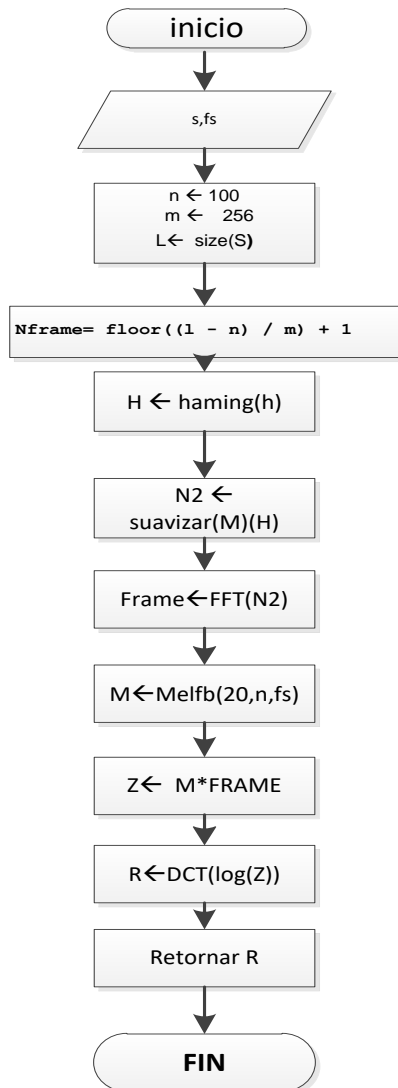 inicio
s,fs
n ← 100
m ← 256
L← size(S)
Nframe= floor((l - n) / m) + 1
H ← haming(h)
N2 ←
suavizar(M)(H)
Frame←FFT(N2)
M←Melfb(20,n,fs)
Z← M*FRAME
R←DCT(log(Z))
Retornar R
FIN